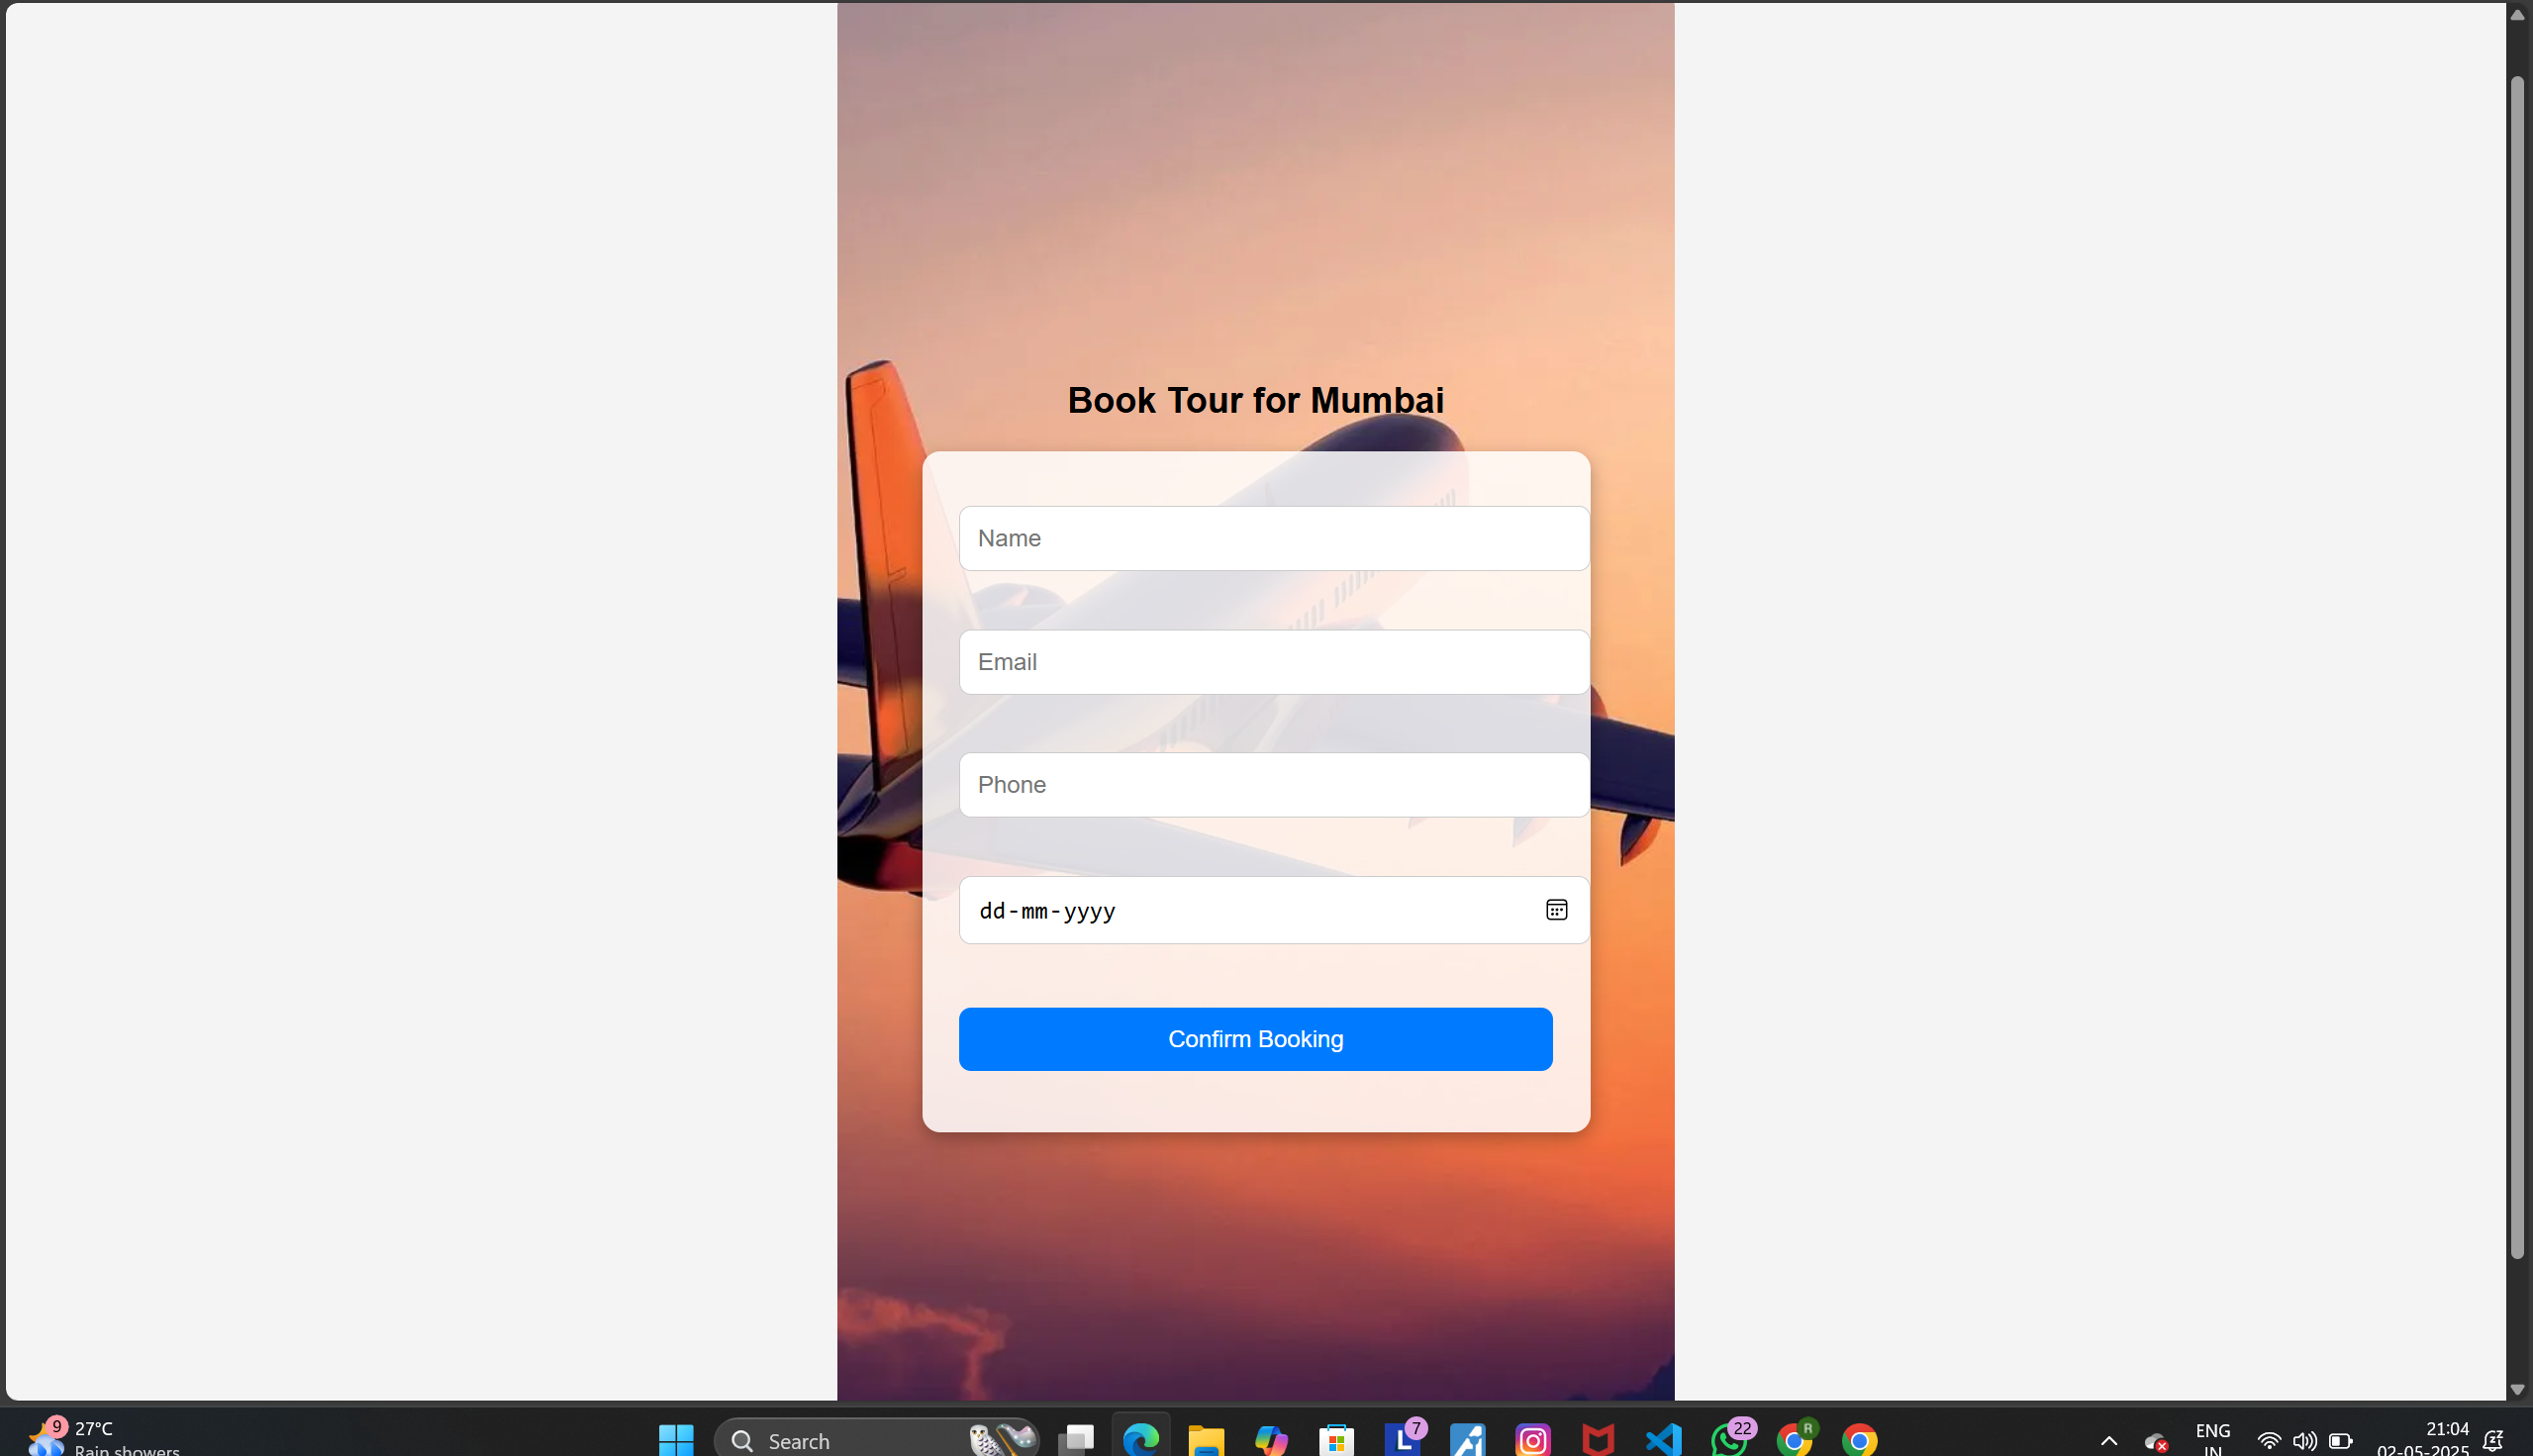 Book Tour for Mumbai
Name
Email
Phone
dd-mm-yyyy
Confirm Booking
9
27°C
Rain showers
Search
L
7
22
R
ENG
IN
21:04
02-05-2025